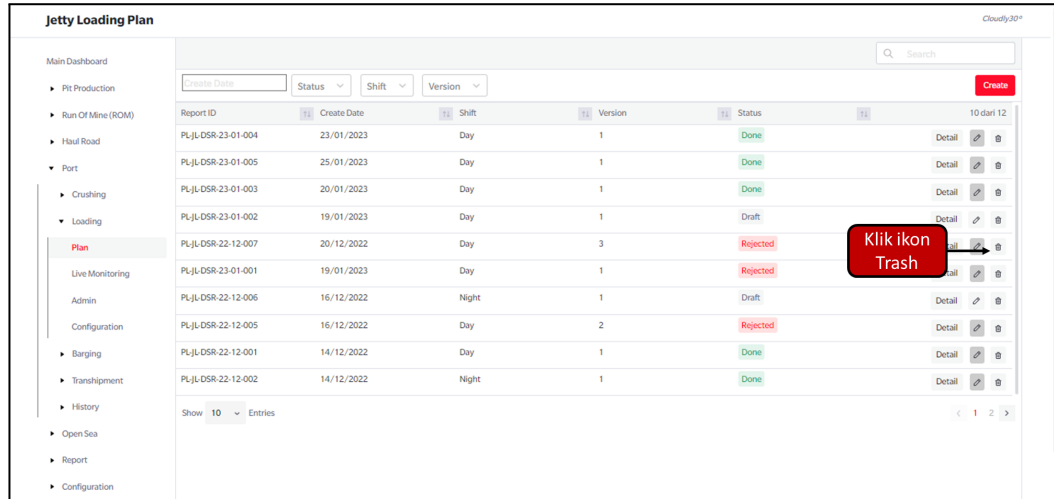 Jetty Loading Plan
Cloudly30®
Search
Main Dashboard
Pit Production
Run Of Mine (ROM)
Haul Road
Port
Crushing
Loading
Plan
Live Monitoring
Admin
Configuration
Barging
Transhipment
History
Open Sea
Report
Configuration
Create Date Status Shift Version Create
Report ID Create Date Shift Version Status 10 dari 12
PL-JL-DSR-23-01-004 23/01/2023 Day 1 Done Detail
PL-JL-DSR-23-01-005 25/01/2023 Day 1 Done Detail
PL-JL-DSR-23-01-003 20/01/2023 Day 1 Done Detail
PL-JL-DSR-23-01-002 19/01/2023 Day 1 Draft Detail
PL-JL-DSR-22-12-007 20/12/2022 Day 3 Rejected tail
PL-JL-DSR-23-01-001 19/01/2023 Day 1 Rejected tail
PL-JL-DSR-22-12-006 16/12/2022 Night 1 Draft Detail
PL-JL-DSR-22-12-005 16/12/2022 Day 2 Rejected Detail
PL-JL-DSR-22-12-001 14/12/2022 Day 1 Done Detail
PL-JL-DSR-22-12-002 14/12/2022 Night 1 Done Detail
Klik ikon
Trash
Show 10 Entries
1 2